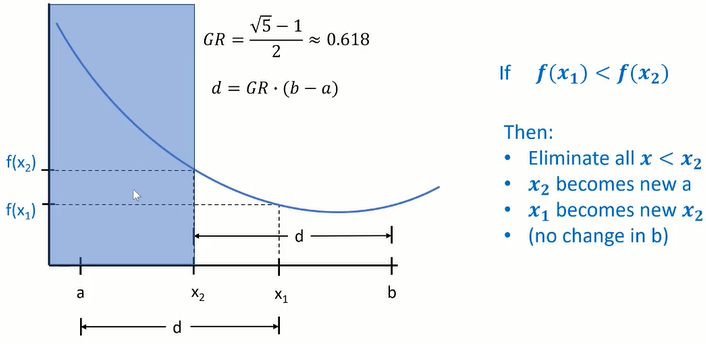 GR = (√5 − 1)/2 ≈ 0.618
d = GR · (b − a)
f(x₂)
f(x₁)
d
a
x₂
x₁
b
d
If f(x₁) < f(x₂)
Then:
• Eliminate all x < x₂
• x₂ becomes new a
• x₁ becomes new x₂
• (no change in b)